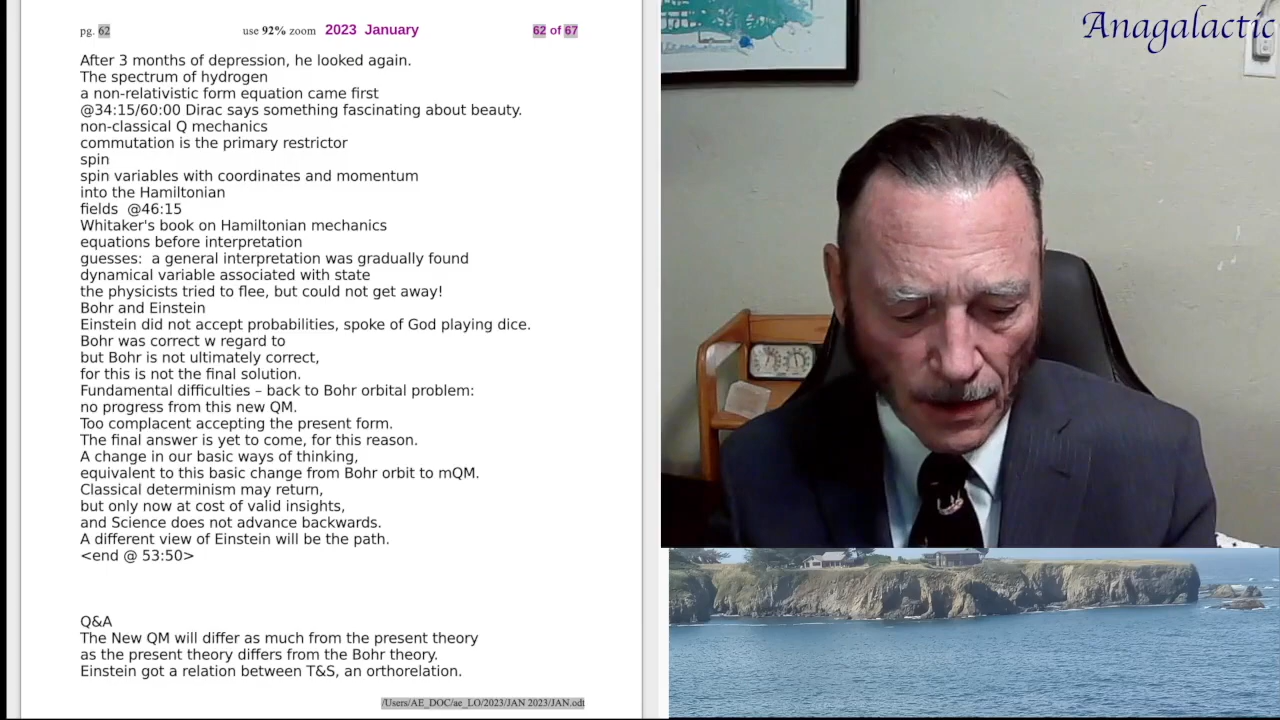 pg. 62 use 92% zoom 2023 January 62 of 67
After 3 months of depression, he looked again.
The spectrum of hydrogen
a non-relativistic form equation came first
@34:15/60:00 Dirac says something fascinating about beauty.
non-classical Q mechanics
commutation is the primary restrictor
spin
spin variables with coordinates and momentum
into the Hamiltonian
fields @46:15
Whitaker's book on Hamiltonian mechanics
equations before interpretation
guesses: a general interpretation was gradually found
dynamical variable associated with state
the physicists tried to flee, but could not get away!
Bohr and Einstein
Einstein did not accept probabilities, spoke of God playing dice.
Bohr was correct w regard to
but Bohr is not ultimately correct,
for this is not the final solution.
Fundamental difficulties – back to Bohr orbital problem:
no progress from this new QM.
Too complacent accepting the present form.
The final answer is yet to come, for this reason.
A change in our basic ways of thinking,
equivalent to this basic change from Bohr orbit to mQM.
Classical determinism may return,
but only now at cost of valid insights,
and Science does not advance backwards.
A different view of Einstein will be the path.
<end @ 53:50>
Q&A
The New QM will differ as much from the present theory
as the present theory differs from the Bohr theory.
Einstein got a relation between T&S, an orthorelation.
/Users/AE_DOC/ae_LO/2023/JAN 2023/JAN.odt
Anagalactic